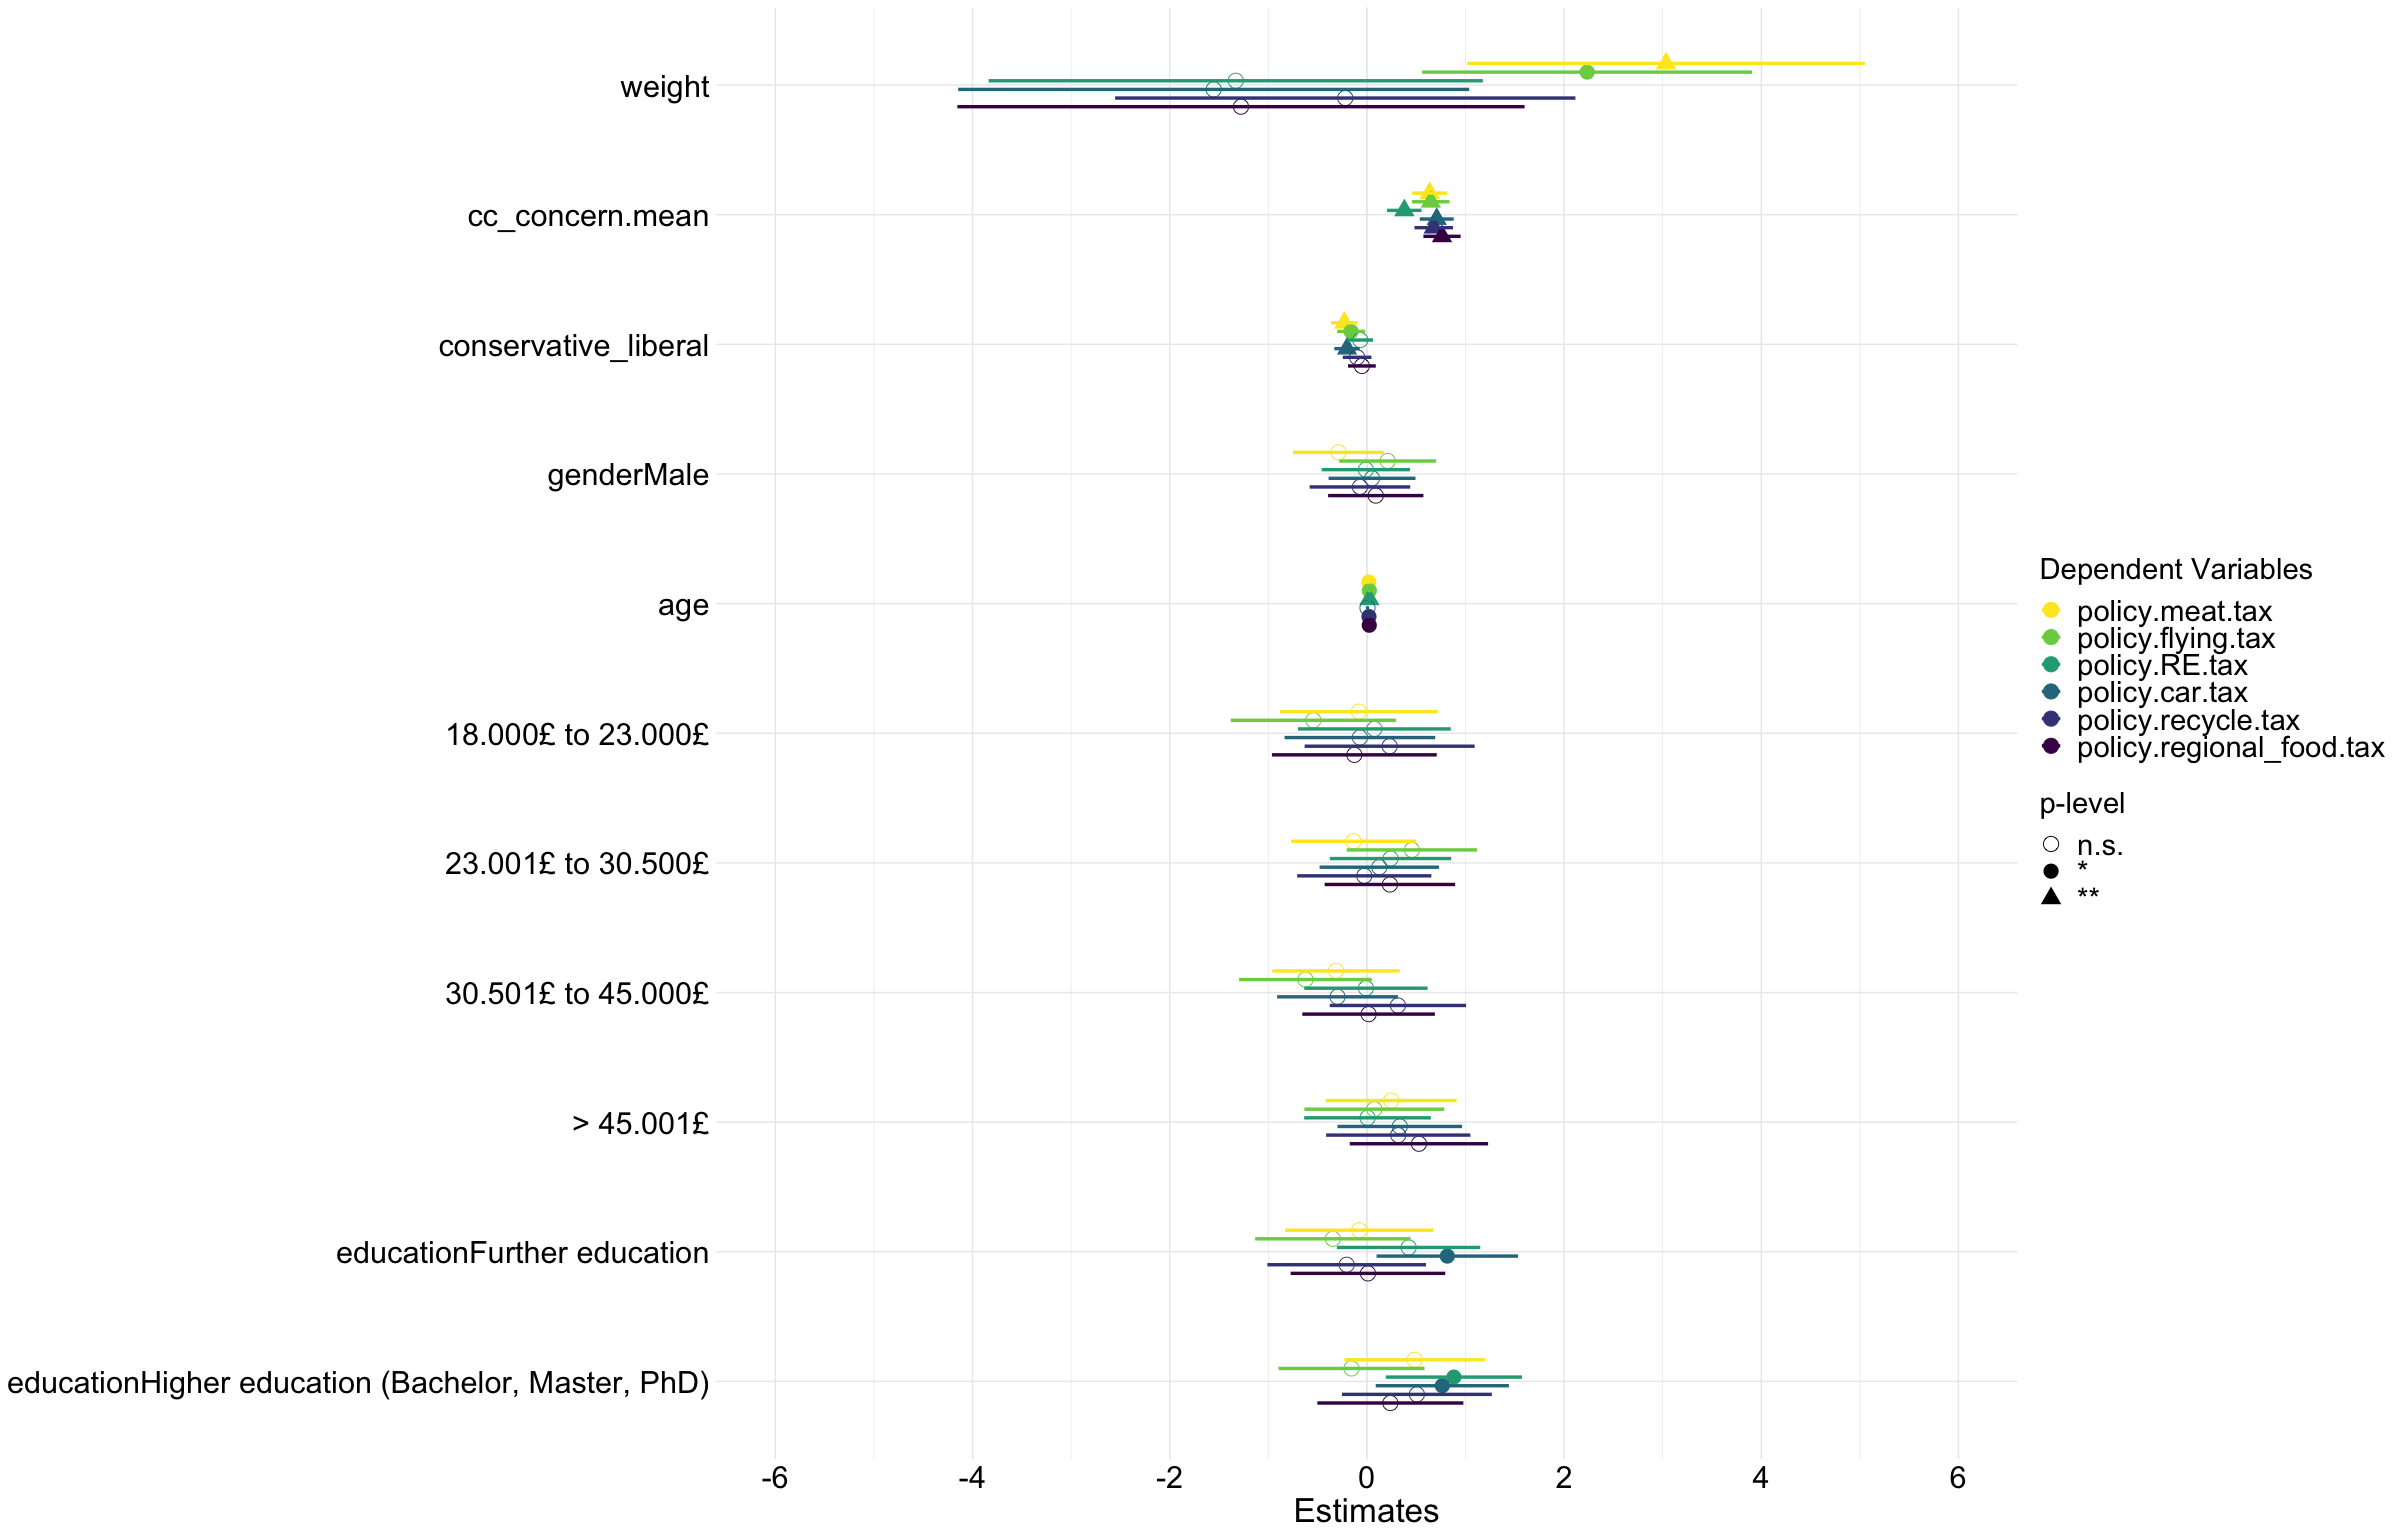 weight
cc_concern.mean
conservative_liberal
genderMale
age
18.000£ to 23.000£
23.001£ to 30.500£
30.501£ to 45.000£
> 45.001£
educationFurther education
educationHigher education (Bachelor, Master, PhD)
-6 -4 -2 0 2 4 6
Estimates
Dependent Variables
policy.meat.tax
policy.flying.tax
policy.RE.tax
policy.car.tax
policy.recycle.tax
policy.regional_food.tax
p-level
n.s.
*
**